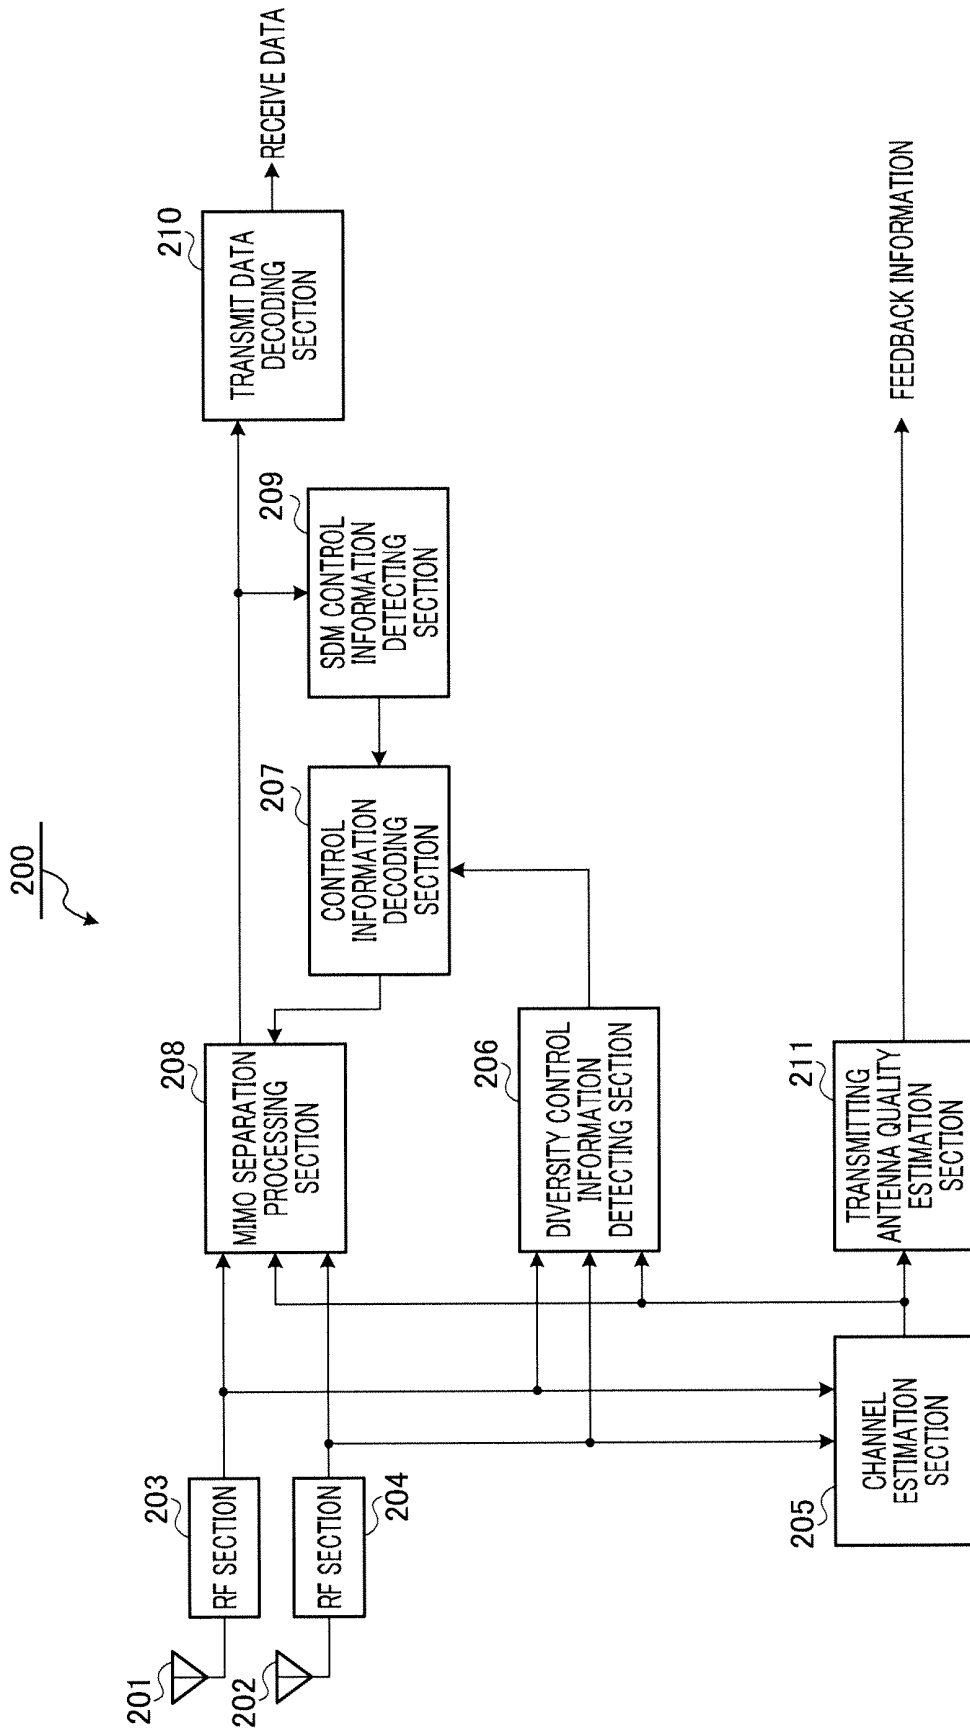 200
201
202
203
RF SECTION
204
RF SECTION
205
CHANNEL
ESTIMATION
SECTION
208
MIMO SEPARATION
PROCESSING
SECTION
206
DIVERSITY CONTROL
INFORMATION
DETECTING SECTION
211
TRANSMITTING
ANTENNA QUALITY
ESTIMATION
SECTION
207
CONTROL
INFORMATION
DECODING
SECTION
209
SDM CONTROL
INFORMATION
DETECTING
SECTION
210
TRANSMIT DATA
DECODING
SECTION
RECEIVE DATA
FEEDBACK INFORMATION